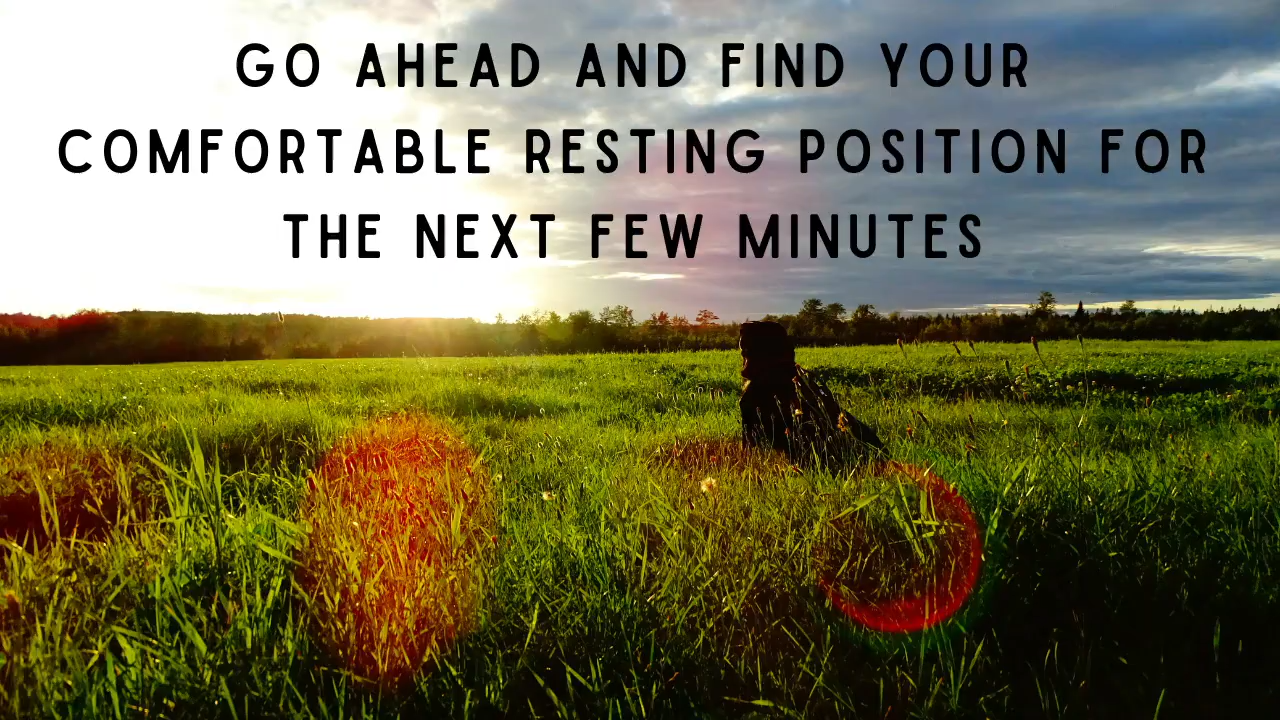 GO AHEAD AND FIND YOUR
COMFORTABLE RESTING POSITION FOR
THE NEXT FEW MINUTES